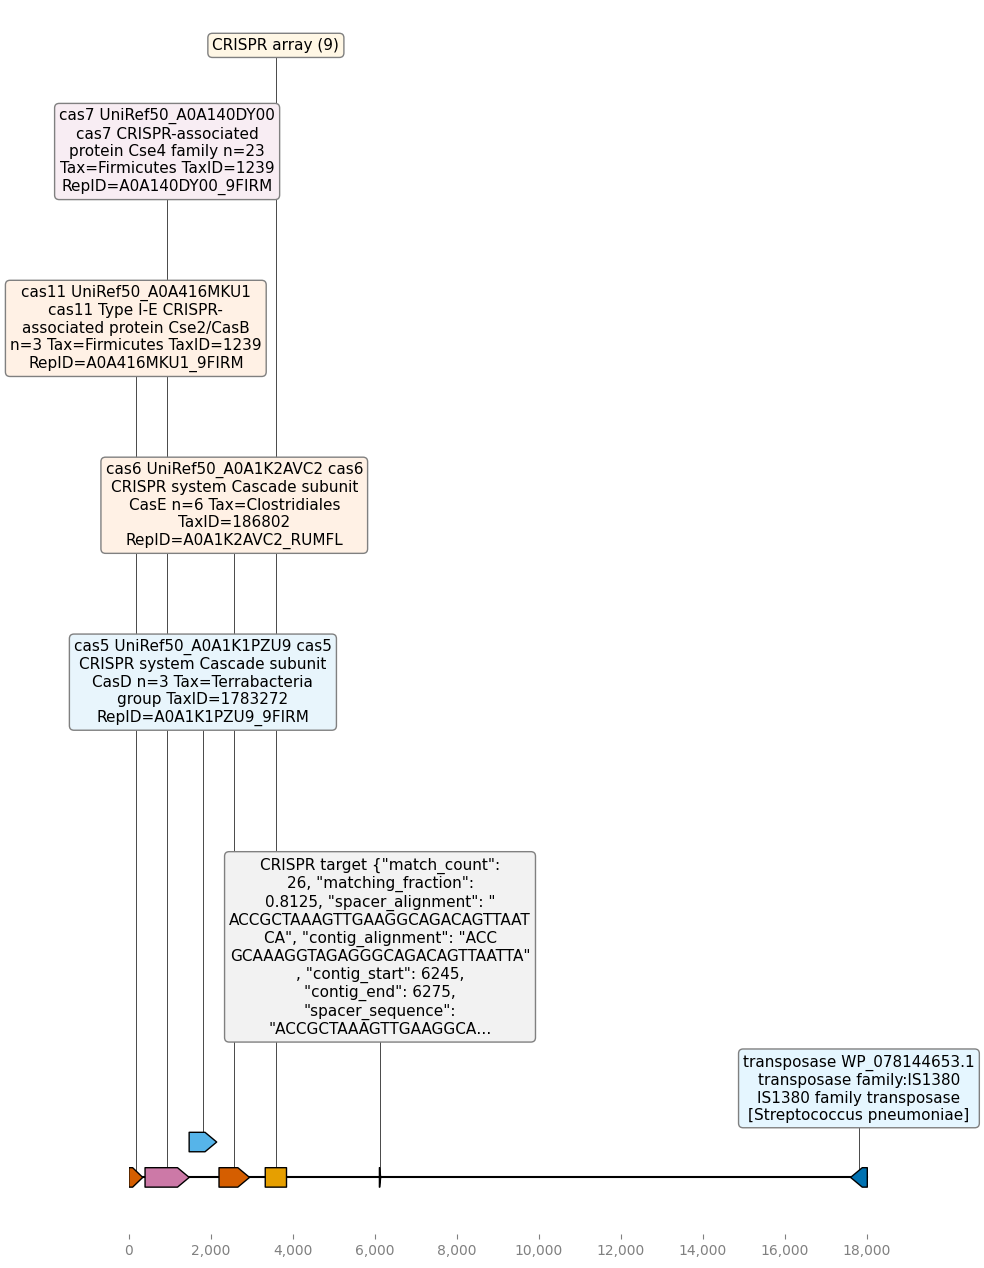 CRISPR array (9)
cas7 UniRef50_A0A140DY00
cas7 CRISPR-associated
protein Cse4 family n=23
Tax=Firmicutes TaxID=1239
RepID=A0A140DY00_9FIRM
cas11 UniRef50_A0A416MKU1
cas11 Type I-E CRISPR-
associated protein Cse2/CasB
n=3 Tax=Firmicutes TaxID=1239
RepID=A0A416MKU1_9FIRM
cas6 UniRef50_A0A1K2AVC2 cas6
CRISPR system Cascade subunit
CasE n=6 Tax=Clostridiales
TaxID=186802
RepID=A0A1K2AVC2_RUMFL
cas5 UniRef50_A0A1K1PZU9 cas5
CRISPR system Cascade subunit
CasD n=3 Tax=Terrabacteria
group TaxID=1783272
RepID=A0A1K1PZU9_9FIRM
CRISPR target {"match_count":
26, "matching_fraction":
0.8125, "spacer_alignment": "
ACCGCTAAAGTTGAAGGCAGACAGTTAAT
CA", "contig_alignment": "ACC
GCAAAGGTAGAGGGCAGACAGTTAATTA"
, "contig_start": 6245,
"contig_end": 6275,
"spacer_sequence":
"ACCGCTAAAGTTGAAGGCA...
transposase WP_078144653.1
transposase family:IS1380
IS1380 family transposase
[Streptococcus pneumoniae]
0 2,000 4,000 6,000 8,000 10,000 12,000 14,000 16,000 18,000